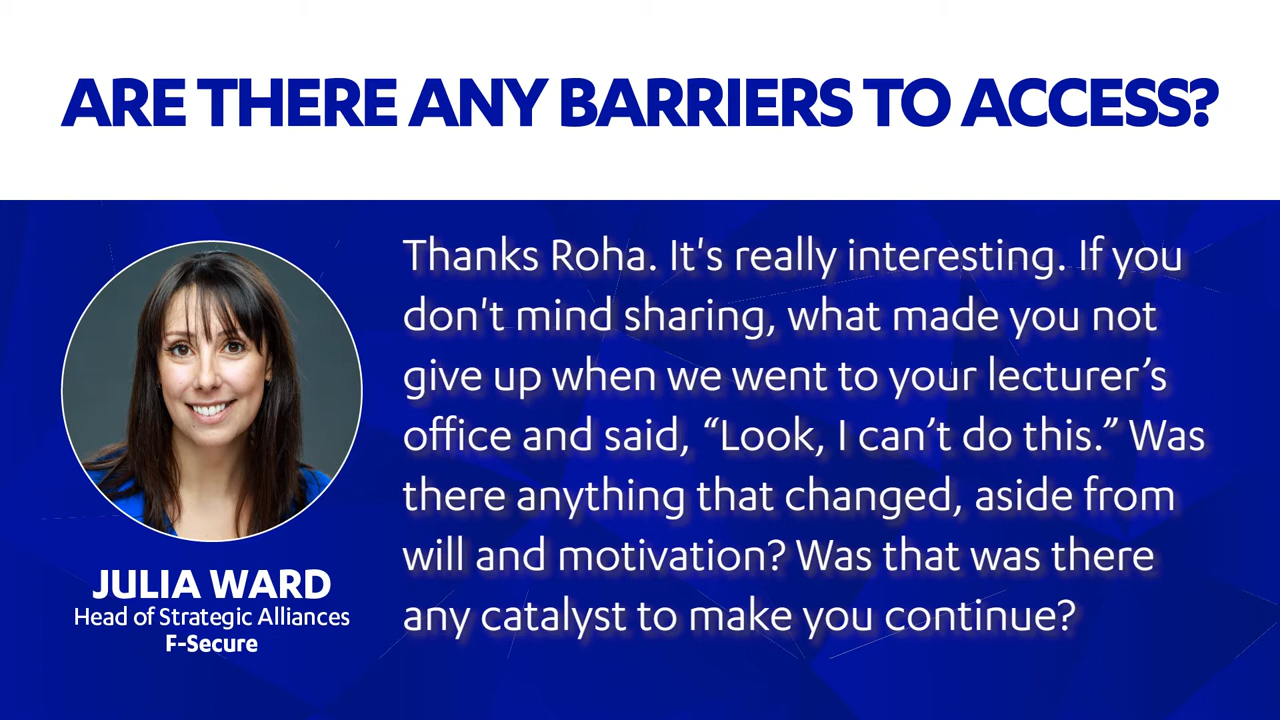 ARE THERE ANY BARRIERS TO ACCESS?
Thanks Roha. It's really interesting. If you
don't mind sharing, what made you not
give up when we went to your lecturer’s
office and said, “Look, I can’t do this.” Was
there anything that changed, aside from
will and motivation? Was that was there
any catalyst to make you continue?
JULIA WARD
Head of Strategic Alliances
F-Secure